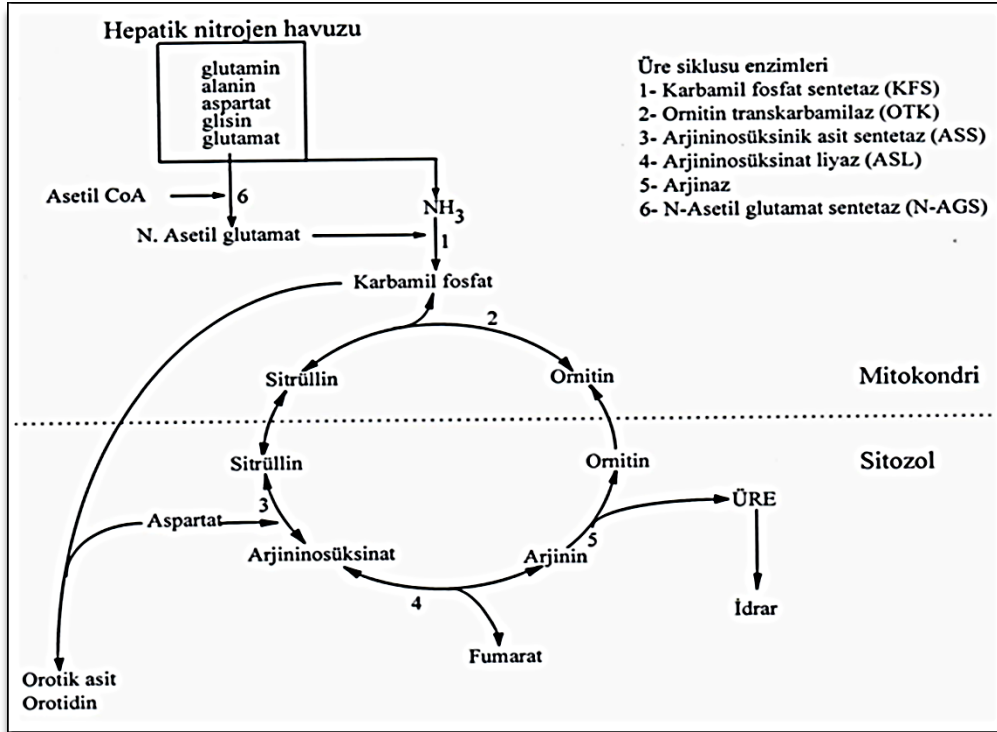 Hepatik nitrojen havuzu
glutamin
alanin
aspartat
glisin
glutamat
Üre siklusu enzimleri
1- Karbamil fosfat sentetaz (KFS)
2- Ornitin transkarbamilaz (OTK)
3- Arjininosüksinik asit sentetaz (ASS)
4- Arjininosüksinat liyaz (ASL)
5- Arjinaz
6- N-Asetil glutamat sentetaz (N-AGS)
Asetil CoA
6
NH3
N. Asetil glutamat
1
Karbamil fosfat
2
Sitrüllin
Ornitin
Mitokondri
Sitrüllin
Ornitin
Sitozol
3
ÜRE
Aspartat
5
Arjininosüksinat
Arjinin
4
İdrar
Fumarat
Orotik asit
Orotidin